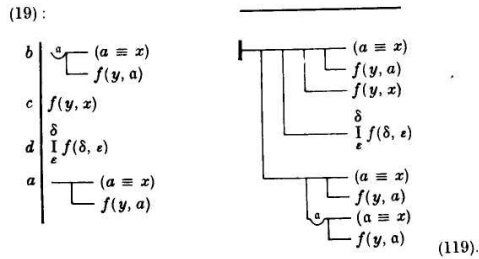 (19) :
b a (a ≡ x)
f(y, a)
c f(y, x)
δ
d I f(δ, ε)
ε
a (a ≡ x)
f(y, a)
(a ≡ x)
f(y, a)
f(y, x)
δ
I f(δ, ε)
ε
(a ≡ x)
f(y, a)
a (a ≡ x)
f(y, a)
(119).